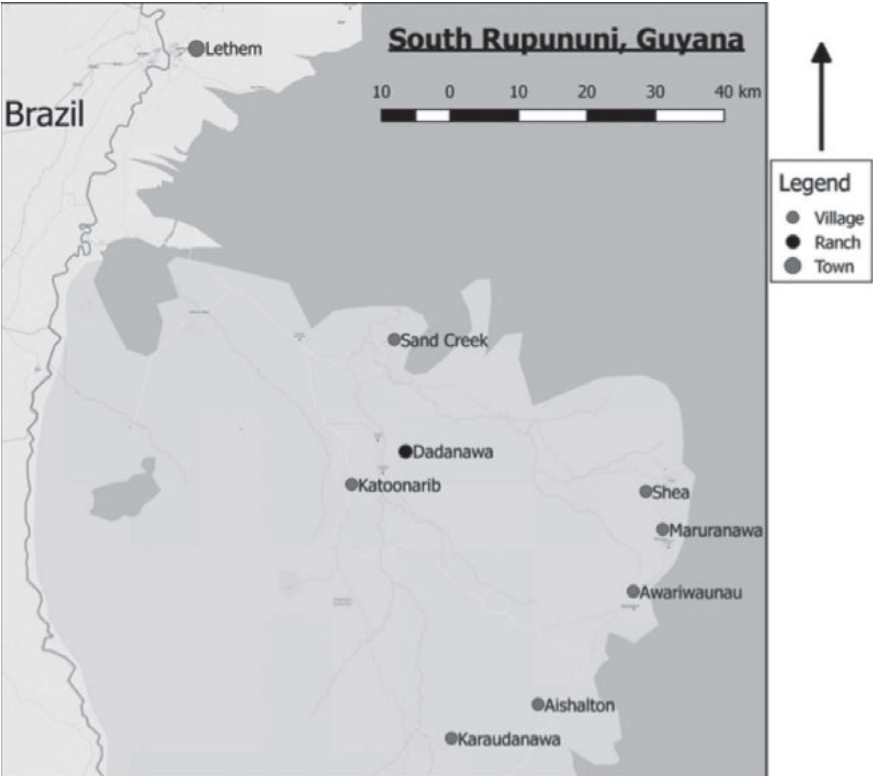 South Rupununi, Guyana
Lethem
Brazil
10 0 10 20 30 40 km
Legend
Village
Ranch
Town
Sand Creek
Dadanawa
Katoonarib
Shea
Maruranawa
Awariwaunau
Aishalton
Karaudanawa